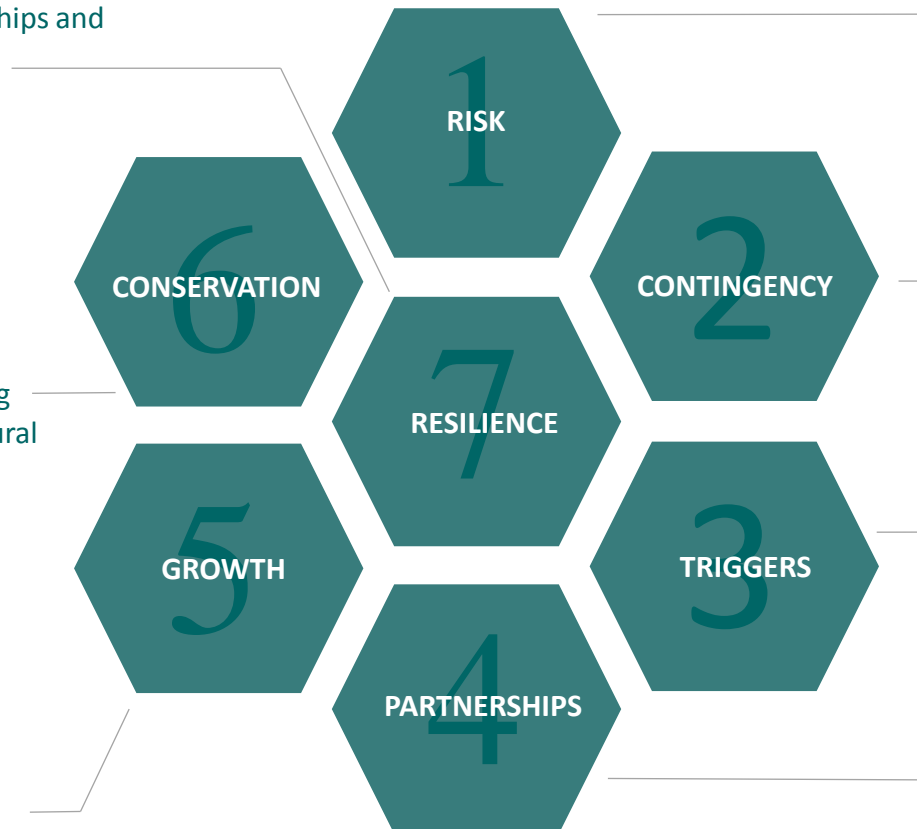 hips and
1
RISK
6
CONSERVATION
2
CONTINGENCY
7
RESILIENCE
g
ural
5
GROWTH
3
TRIGGERS
4
PARTNERSHIPS